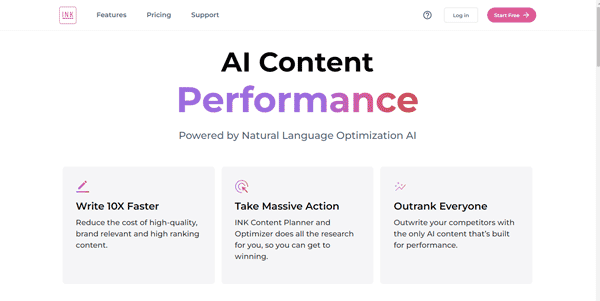 INK
Features
Pricing
Support
Log In
Start Free
AI Content
Performance
Powered by Natural Language Optimization AI
Write 10X Faster
Reduce the cost of high-quality,
brand relevant and high ranking
content.
Take Massive Action
INK Content Planner and
Optimizer does all the research
for you, so you can get to
winning.
Outrank Everyone
Outwrite your competitors with
the only AI content that's built
for performance.